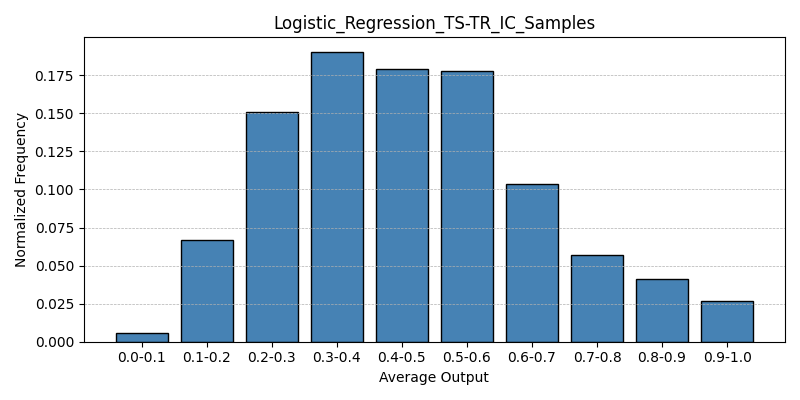 Logistic_Regression_TS-TR_IC_Samples
Normalized Frequency
0.175
0.150
0.125
0.100
0.075
0.050
0.025
0.000
0.0-0.1 0.1-0.2 0.2-0.3 0.3-0.4 0.4-0.5 0.5-0.6 0.6-0.7 0.7-0.8 0.8-0.9 0.9-1.0
Average Output